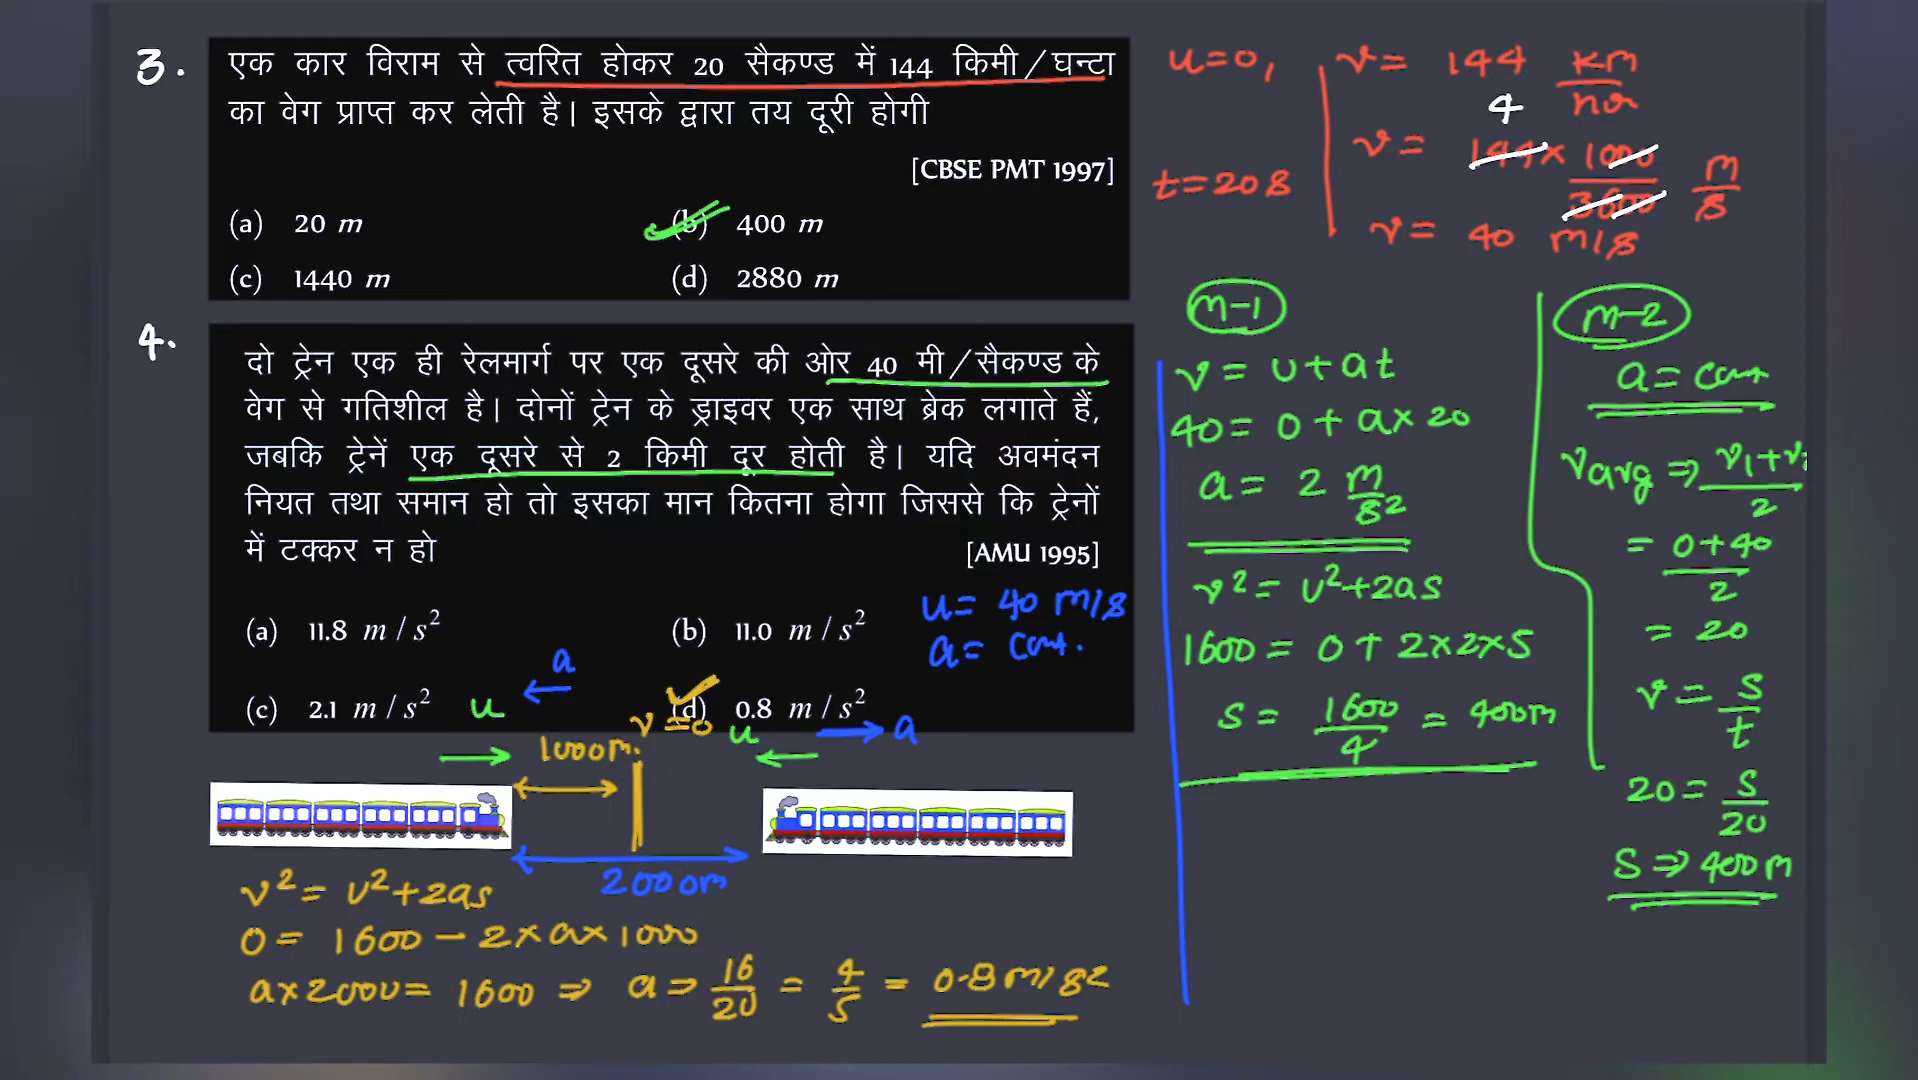 3.
एक कार विराम से त्वरित होकर 20 सैकण्ड में 144 किमी/घन्टा
का वेग प्राप्त कर लेती है। इसके द्वारा तय दूरी होगी
[CBSE PMT 1997]
(a) 20 m (b) 400 m
(c) 1440 m (d) 2880 m
u=0, t=20s
v = 144 km/hr
4
v = 144 × 1000/3600 m/s
v = 40 m/s
4.
दो ट्रेन एक ही रेलमार्ग पर एक दूसरे की ओर 40 मी/सैकण्ड के
वेग से गतिशील है। दोनों ट्रेन के ड्राइवर एक साथ ब्रेक लगाते हैं,
जबकि ट्रेनें एक दूसरे से 2 किमी दूर होती है। यदि अवमंदन
नियत तथा समान हो तो इसका मान कितना होगा जिससे कि ट्रेनों
में टक्कर न हो [AMU 1995]
(a) 11.8 m/s² (b) 11.0 m/s²
(c) 2.1 m/s² (d) 0.8 m/s²
u = 40 m/s
a = cont.
a
u
v=0
u
a
1000m.
2000m
v² = u²+2as
0 = 1600 - 2×a×1000
a×2000 = 1600 ⇒ a ⇒ 16/20 = 4/5 = 0.8 m/s²
m-1
v = u+at
40 = 0 + a×20
a = 2 m/s²
v² = u²+2as
1600 = 0 + 2×2×s
s = 1600/4 = 400m
m-2
a = cont
vavg ⇒ v₁+v₂/2
= 0+40/2
= 20
v = s/t
20 = s/20
s ⇒ 400m